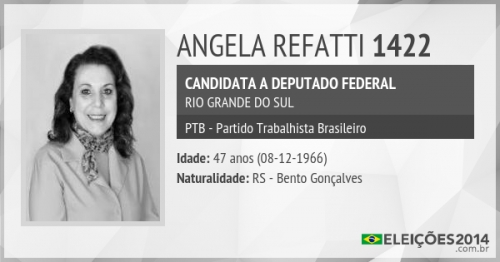 ANGELA REFATTI 1422
CANDIDATA A DEPUTADO FEDERAL
RIO GRANDE DO SUL
PTB - Partido Trabalhista Brasileiro
Idade: 47 anos (08-12-1966)
Naturalidade: RS - Bento Gonçalves
ELEIÇÕES2014
.com.br